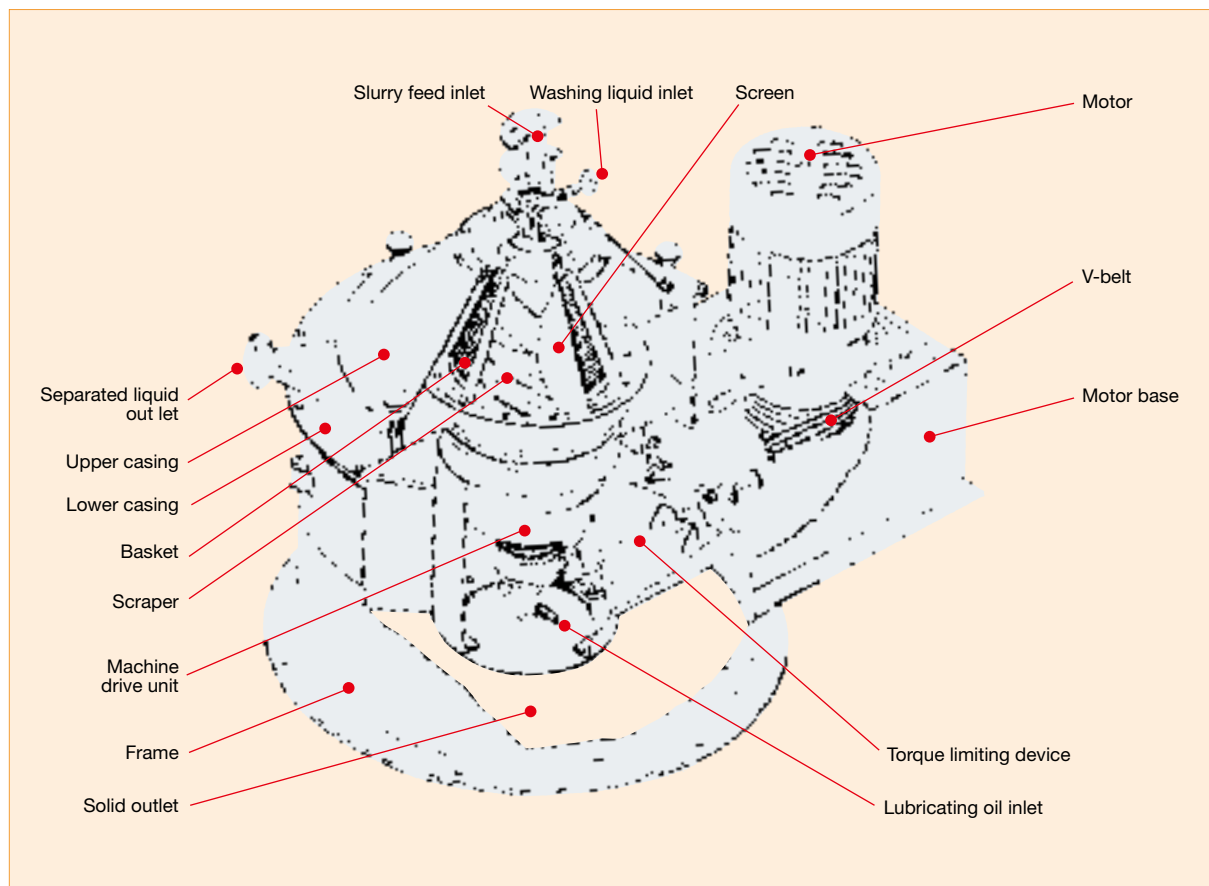 Slurry feed inlet
Washing liquid inlet
Screen
Motor
V-belt
Motor base
Separated liquid
out let
Upper casing
Lower casing
Basket
Scraper
Machine
drive unit
Frame
Solid outlet
Torque limiting device
Lubricating oil inlet